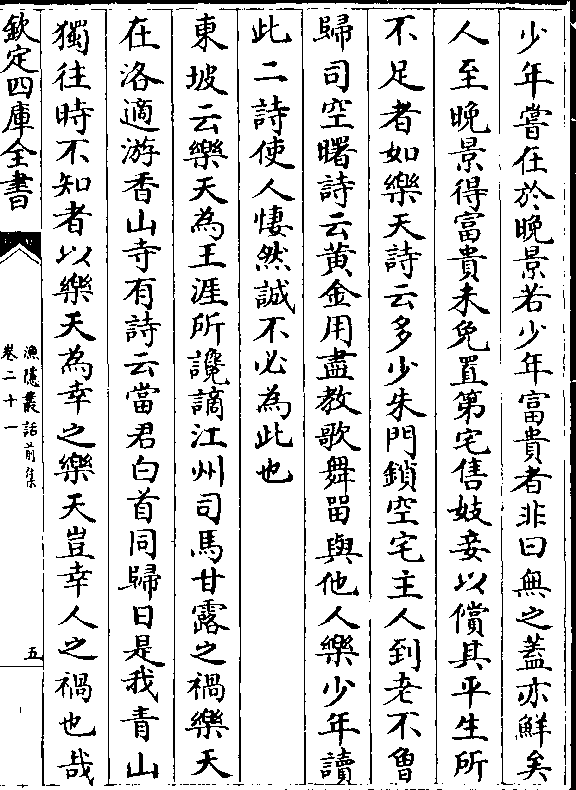 少年嘗在於晚景若少年富貴者非曰無之蓋亦鮮矣
人至晚景得富貴未免置第宅售妓妾以償其平生所
不足者如樂天詩云多少朱門鎖空宅主人到老不曾
歸司空曙詩云黄金用盡教歌舞留與他人樂少年讀
此二詩使人悽然誠不必為此也
東坡云樂天為王涯所讒謫江州司馬甘露之禍樂天
在洛適游香山寺有詩云當君白首同歸日是我青山
獨往時不知者以樂天為幸之樂天豈幸人之禍也哉
欽定四庫全書
漁隱叢話前集
卷二十一
五